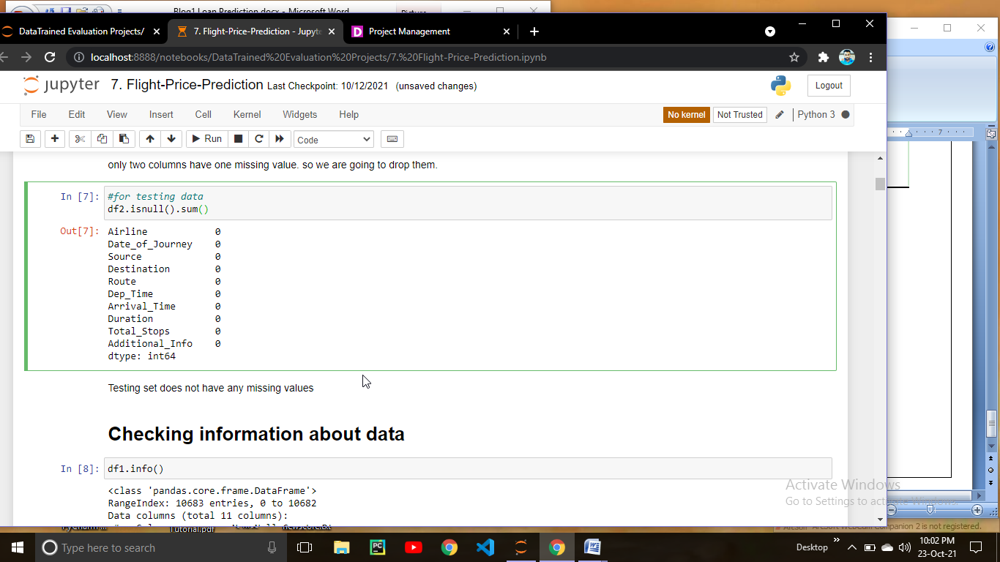 Blog1 Loan Prediction.docx - Microsoft Word
Picture
DataTrained Evaluation Projects/
7. Flight-Price-Prediction - Jupyte
Project Management
localhost:8888/notebooks/DataTrained%20Evaluation%20Projects/7.%20Flight-Price-Prediction.ipynb
jupyter 7. Flight-Price-Prediction Last Checkpoint: 10/12/2021 (unsaved changes)
Logout
File Edit View Insert Cell Kernel Widgets Help
No kernel Not Trusted Python 3
Run Code
7
only two columns have one missing value. so we are going to drop them.
In [7]: #for testing data
df2.isnull().sum()
Out[7]: Airline 0
Date_of_Journey 0
Source 0
Destination 0
Route 0
Dep_Time 0
Arrival_Time 0
Duration 0
Total_Stops 0
Additional_Info 0
dtype: int64
Testing set does not have any missing values
Checking information about data
In [8]: df1.info()
<class 'pandas.core.frame.DataFrame'>
RangeIndex: 10683 entries, 0 to 10682
Data columns (total 11 columns):
Activate Windows
Go to Settings to activate Windows.
Tutorial.pdf
ArcSoft Webcam Companion 2 is not registered.
Type here to search
Desktop
10:02 PM
23-Oct-21